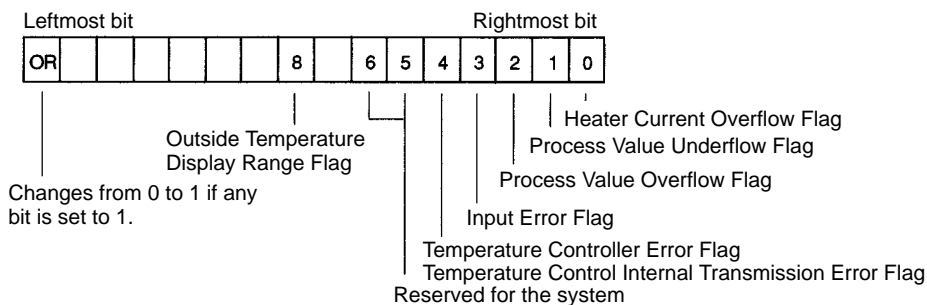 Leftmost bit Rightmost bit
OR 8 6 5 4 3 2 1 0
Heater Current Overflow Flag
Outside Temperature
Display Range Flag
Process Value Underflow Flag
Process Value Overflow Flag
Changes from 0 to 1 if any
bit is set to 1.
Input Error Flag
Temperature Controller Error Flag
Temperature Control Internal Transmission Error Flag
Reserved for the system